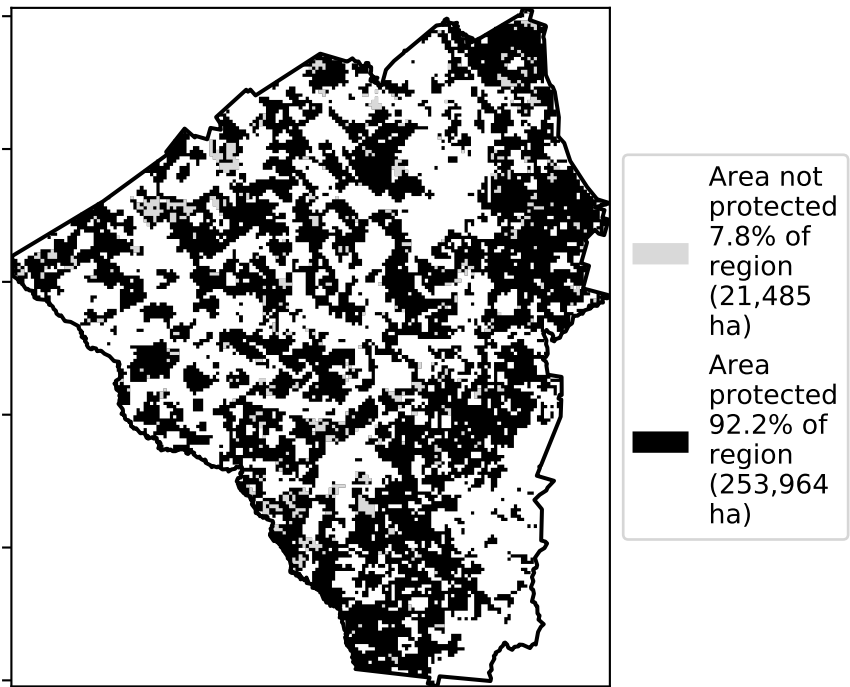 Area not
protected
7.8% of
region
(21,485
ha)
Area
protected
92.2% of
region
(253,964
ha)